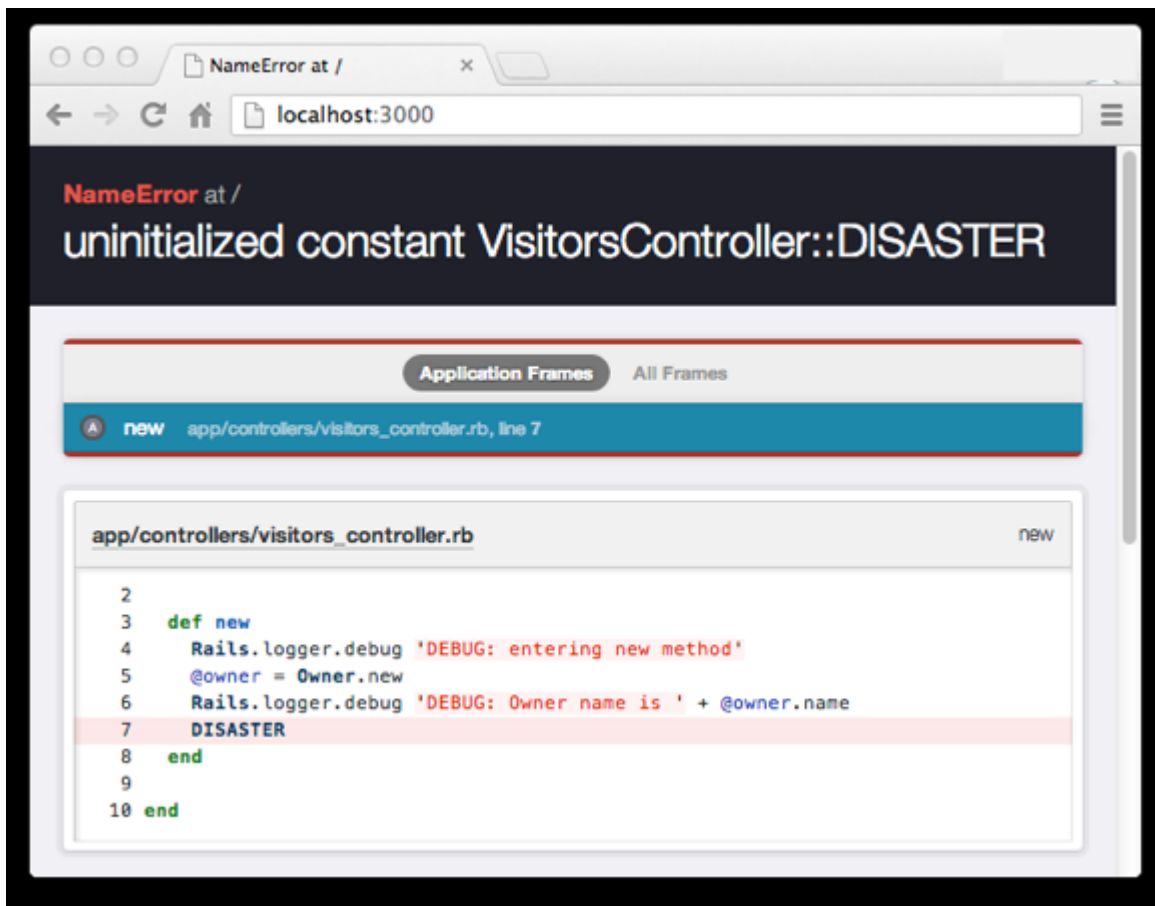 NameError at /
localhost:3000
NameError at /
uninitialized constant VisitorsController::DISASTER
Application Frames All Frames
A new app/controllers/visitors_controller.rb, line 7
app/controllers/visitors_controller.rb new
2
3 def new
4 Rails.logger.debug 'DEBUG: entering new method'
5 @owner = Owner.new
6 Rails.logger.debug 'DEBUG: Owner name is ' + @owner.name
7 DISASTER
8 end
9
10 end